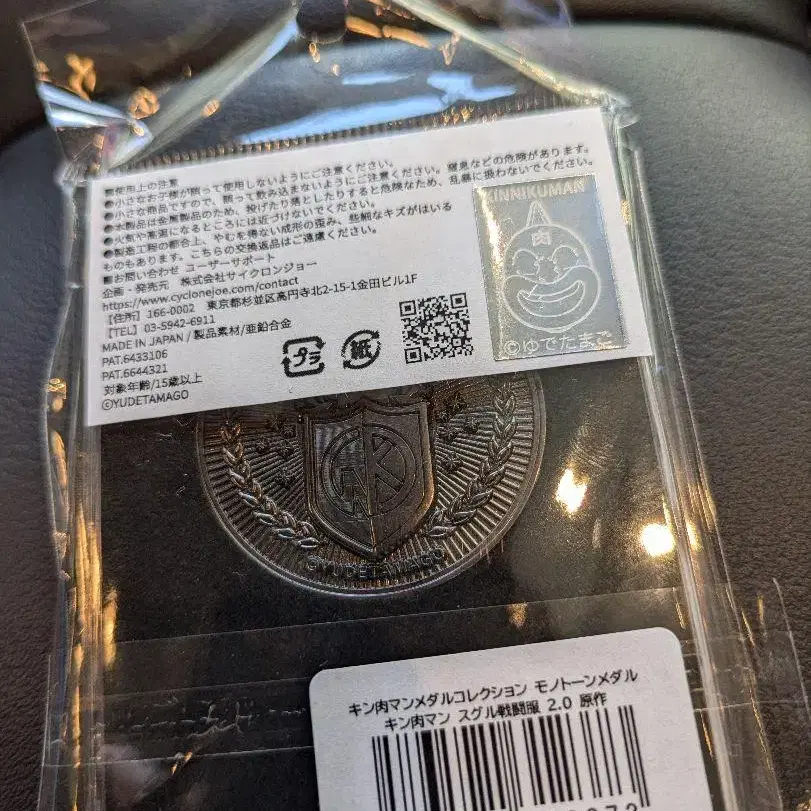 ■使用上の注意
●小さなお子様が誤って使用しないようにご注意ください。
●小さな商品ですので、誤って飲み込まないようにご注意ください。窒息などの危険があります。
●本製品は金属製品のため、投げたり落としたりすると危険なため、乱暴に扱わないでください。
●火気や高温になるところには近づけないでください。
●製造工程の都合上、やむを得ない成形の歪み、些細なキズがはいる
ものもあります。こちらの交換返品はご遠慮ください。
■お問い合わせ ユーザーサポート
企画・発売元 株式会社サイクロンジョー
https://www.cyclonejoe.com/contact
【住所】 166-0002 東京都杉並区高円寺北2-15-1金田ビル1F
【TEL】 03-5942-6911
MADE IN JAPAN / 製品素材/亜鉛合金
PAT.6433106
PAT.6644321
対象年齢/15歳以上
©YUDETAMAGO
プラ
紙
KINNIKUMAN
肉
©ゆでたまご
©YUDETAMAGO
キン肉マンメダルコレクション モノトーンメダル
キン肉マン スグル戦闘服 2.0 原作